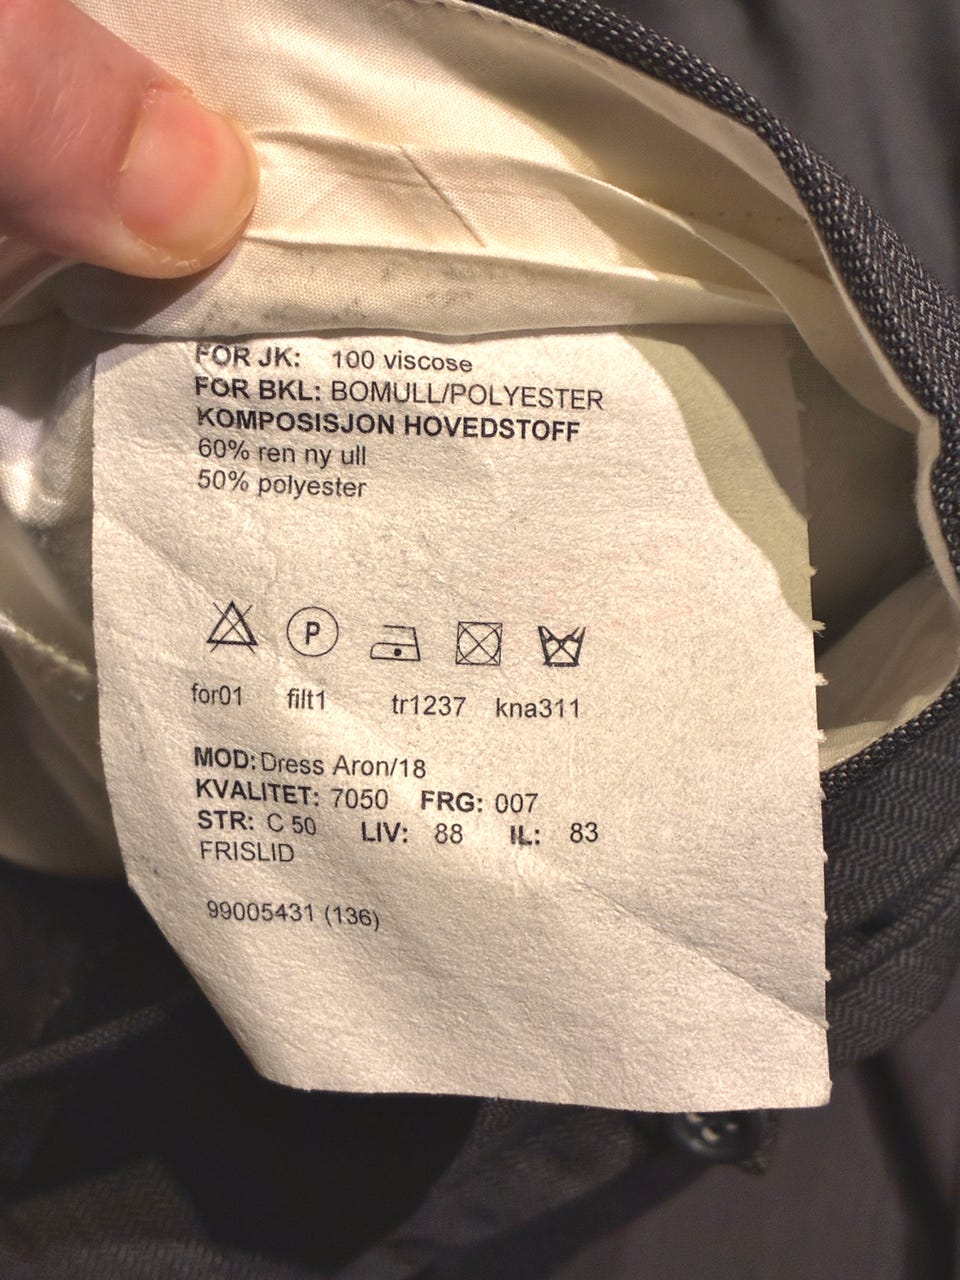 FOR JK: 100 viscose
FOR BKL: BOMULL/POLYESTER
KOMPOSISJON HOVEDSTOFF
60% ren ny ull
50% polyester
P
for01 filt1 tr1237 kna311
MOD: Dress Aron/18
KVALITET: 7050 FRG: 007
STR: C 50 LIV: 88 IL: 83
FRISLID
99005431 (136)